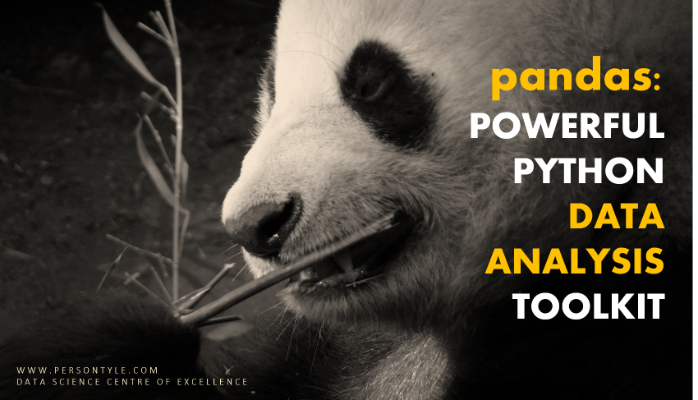 pandas:
POWERFUL
PYTHON
DATA
ANALYSIS
TOOLKIT
WWW.PERSONTYLE.COM
DATA SCIENCE CENTRE OF EXCELLENCE